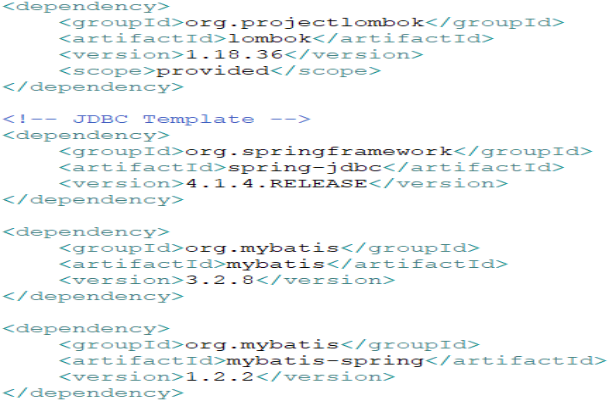 <dependency>
    <groupId>org.projectlombok</groupId>
    <artifactId>lombok</artifactId>
    <version>1.18.36</version>
    <scope>provided</scope>
</dependency>

<!-- JDBC Template -->
<dependency>
    <groupId>org.springframework</groupId>
    <artifactId>spring-jdbc</artifactId>
    <version>4.1.4.RELEASE</version>
</dependency>

<dependency>
    <groupId>org.mybatis</groupId>
    <artifactId>mybatis</artifactId>
    <version>3.2.8</version>
</dependency>

<dependency>
    <groupId>org.mybatis</groupId>
    <artifactId>mybatis-spring</artifactId>
    <version>1.2.2</version>
</dependency>